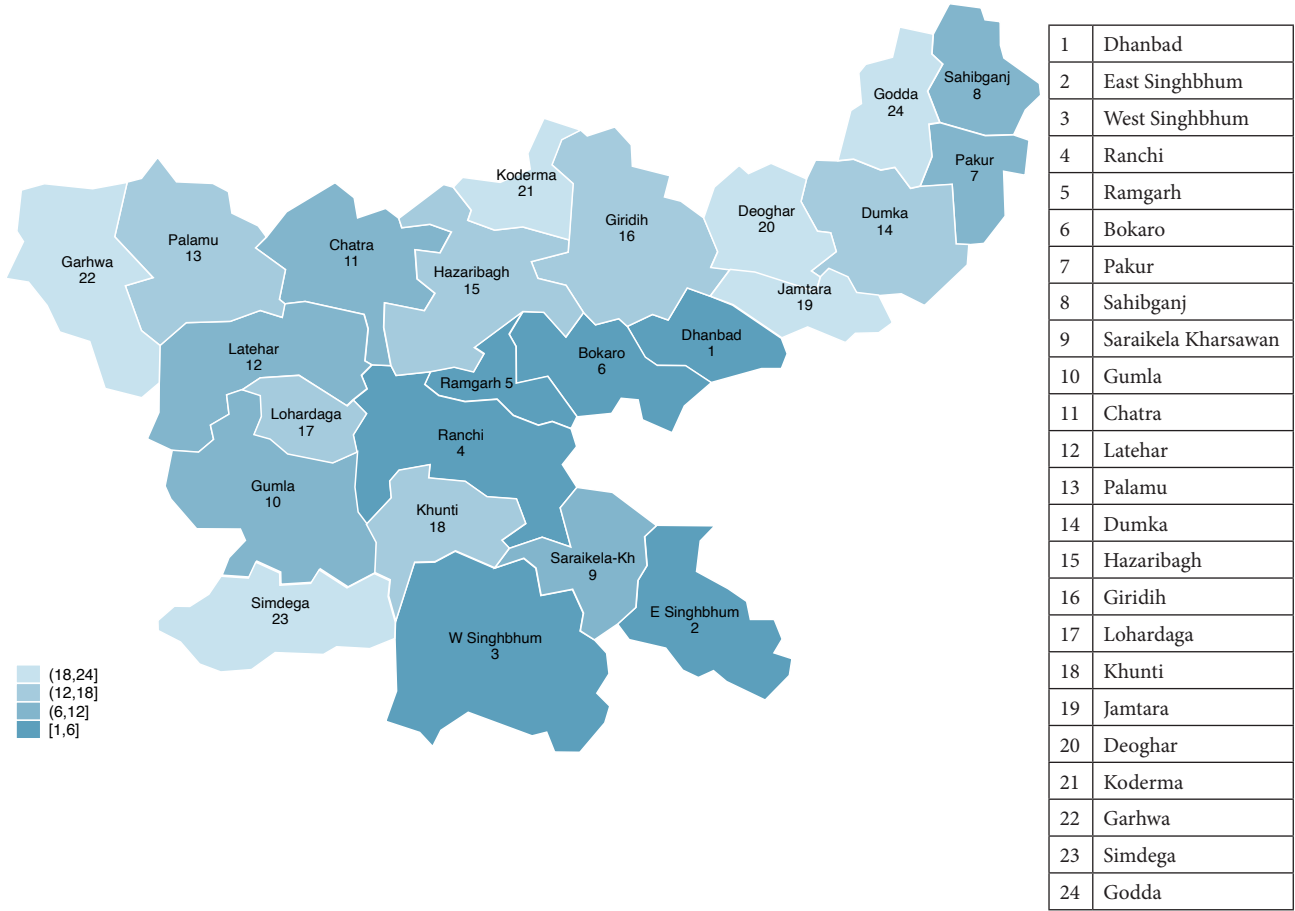 Sahibganj
8
Godda
24
Pakur
7
Koderma
21
Deoghar
20
Dumka
14
Giridih
16
Palamu
13
Chatra
11
Garhwa
22
Hazaribagh
15
Jamtara
19
Dhanbad
1
Latehar
12
Bokaro
6
Ramgarh 5
Lohardaga
17
Ranchi
4
Gumla
10
Khunti
18
Saraikela-Kh
9
Simdega
23
E Singhbhum
2
W Singhbhum
3
(18,24]
(12,18]
(6,12]
[1,6]
1 Dhanbad
2 East Singhbhum
3 West Singhbhum
4 Ranchi
5 Ramgarh
6 Bokaro
7 Pakur
8 Sahibganj
9 Saraikela Kharsawan
10 Gumla
11 Chatra
12 Latehar
13 Palamu
14 Dumka
15 Hazaribagh
16 Giridih
17 Lohardaga
18 Khunti
19 Jamtara
20 Deoghar
21 Koderma
22 Garhwa
23 Simdega
24 Godda